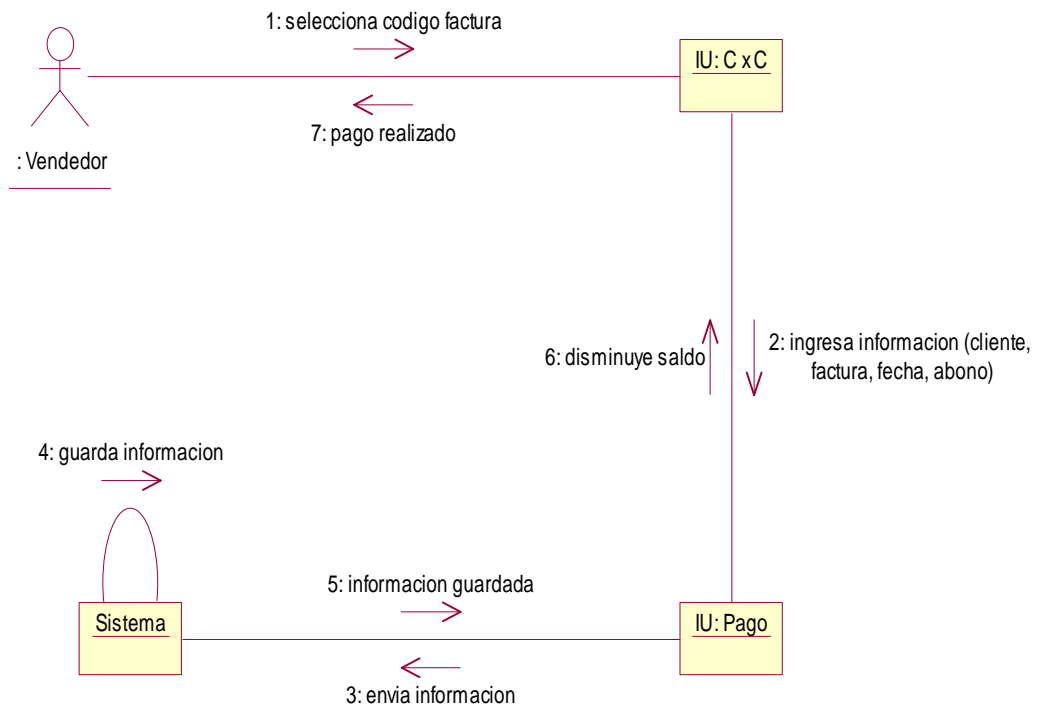 1: selecciona codigo factura
IU: C x C
7: pago realizado
: Vendedor
6: disminuye saldo
2: ingresa informacion (cliente,
factura, fecha, abono)
4: guarda informacion
5: informacion guardada
Sistema
IU: Pago
3: envia informacion